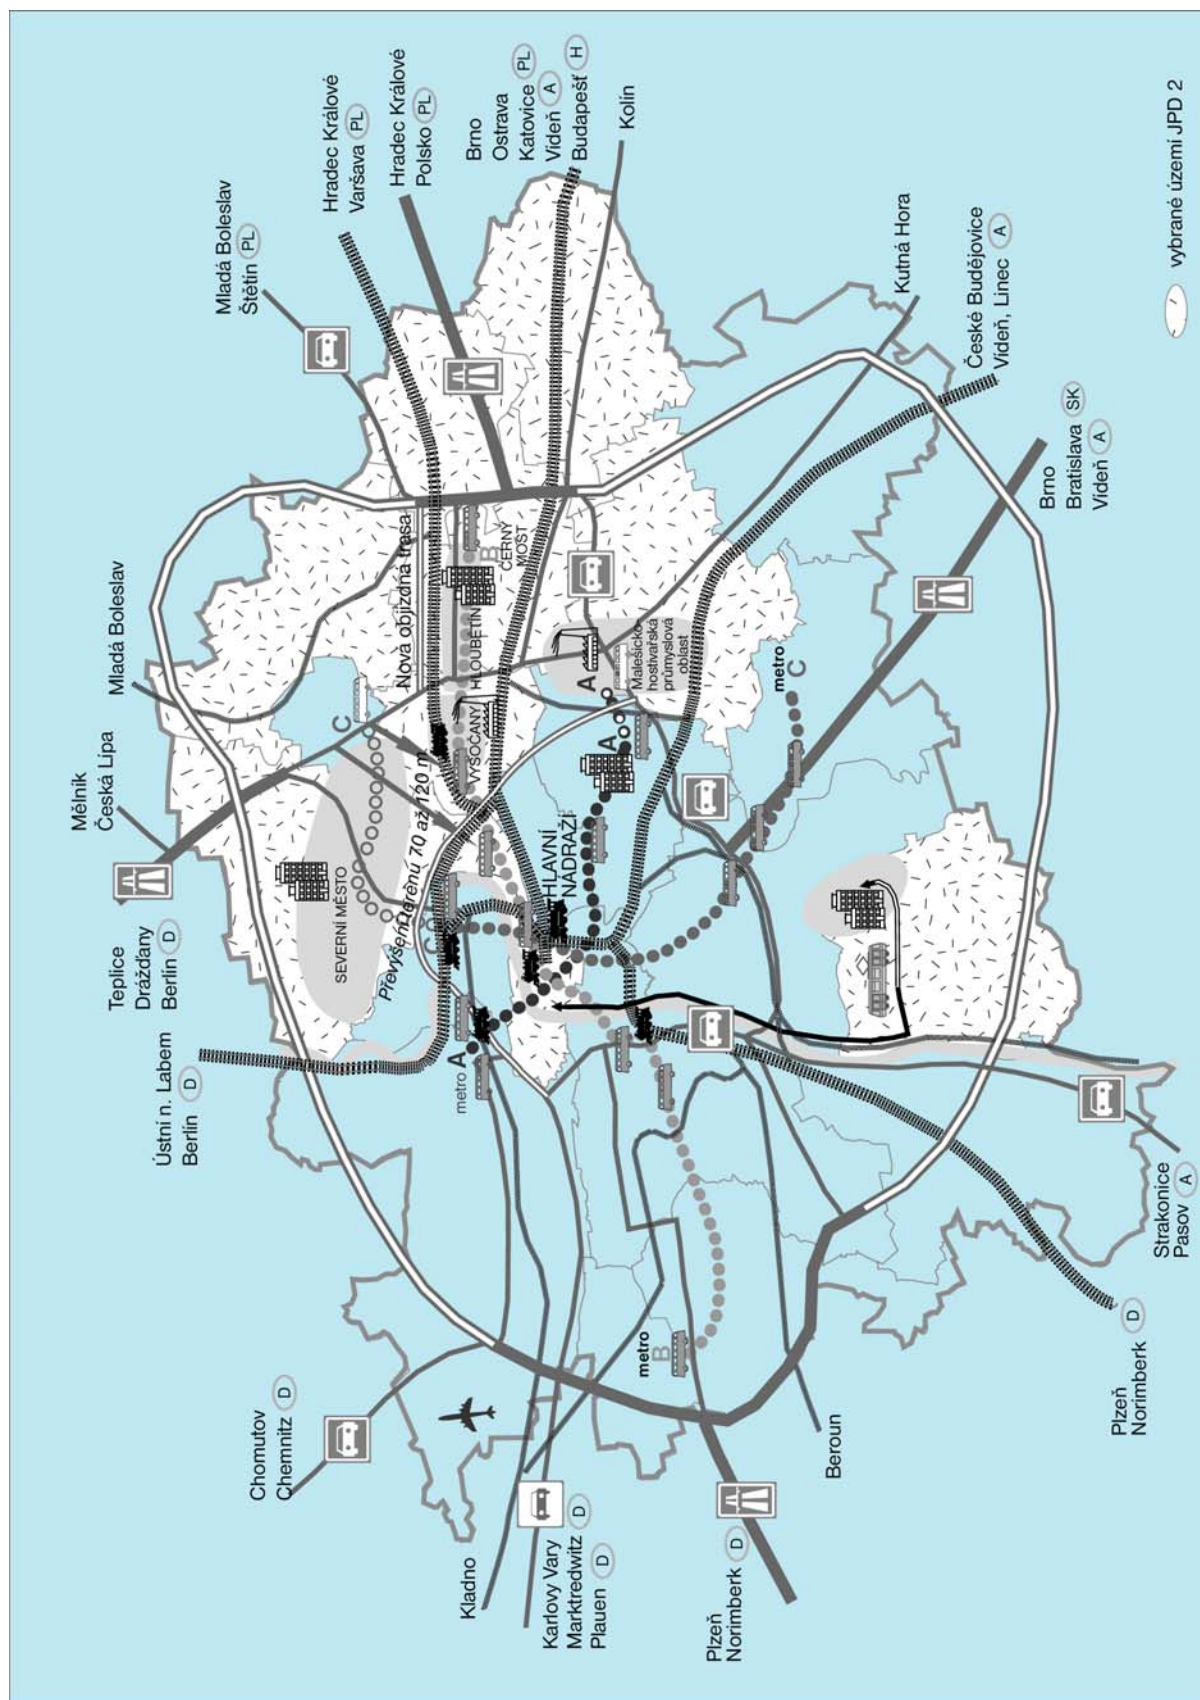 Chomutov
Chemnitz D
Ústní n. Labem
Berlín D
Teplice
Drážďany
Berlín D
Mělník
Česká Lípa
Mladá Boleslav
Mladá Boleslav
Štětín PL
Hradec Králové
Varšava PL
Hradec Králové
Polsko PL
Brno
Ostrava
Katovice PL
Vídeň A
Budapešť H
Kolín
SEVERNÍ MĚSTO
C
Převýšení terénu 70 až 120 m
Nová objízdná trasa
C
metro A
VYSOČANY
HLOUBĚTÍN
B
ČERNÝ
MOST
HLAVNÍ
NÁDRAŽÍ
A
A
Malešicko-
hostivařská
průmyslová
oblast
Kladno
Karlovy Vary
Marktredwitz D
Plauen D
metro
B
metro
C
Plzeň
Norimberk D
Beroun
Kutná Hora
České Budějovice
Vídeň, Linec A
Brno
Bratislava SK
Vídeň A
Plzeň
Norimberk D
Strakonice
Pasov A
vybrané území JPD 2